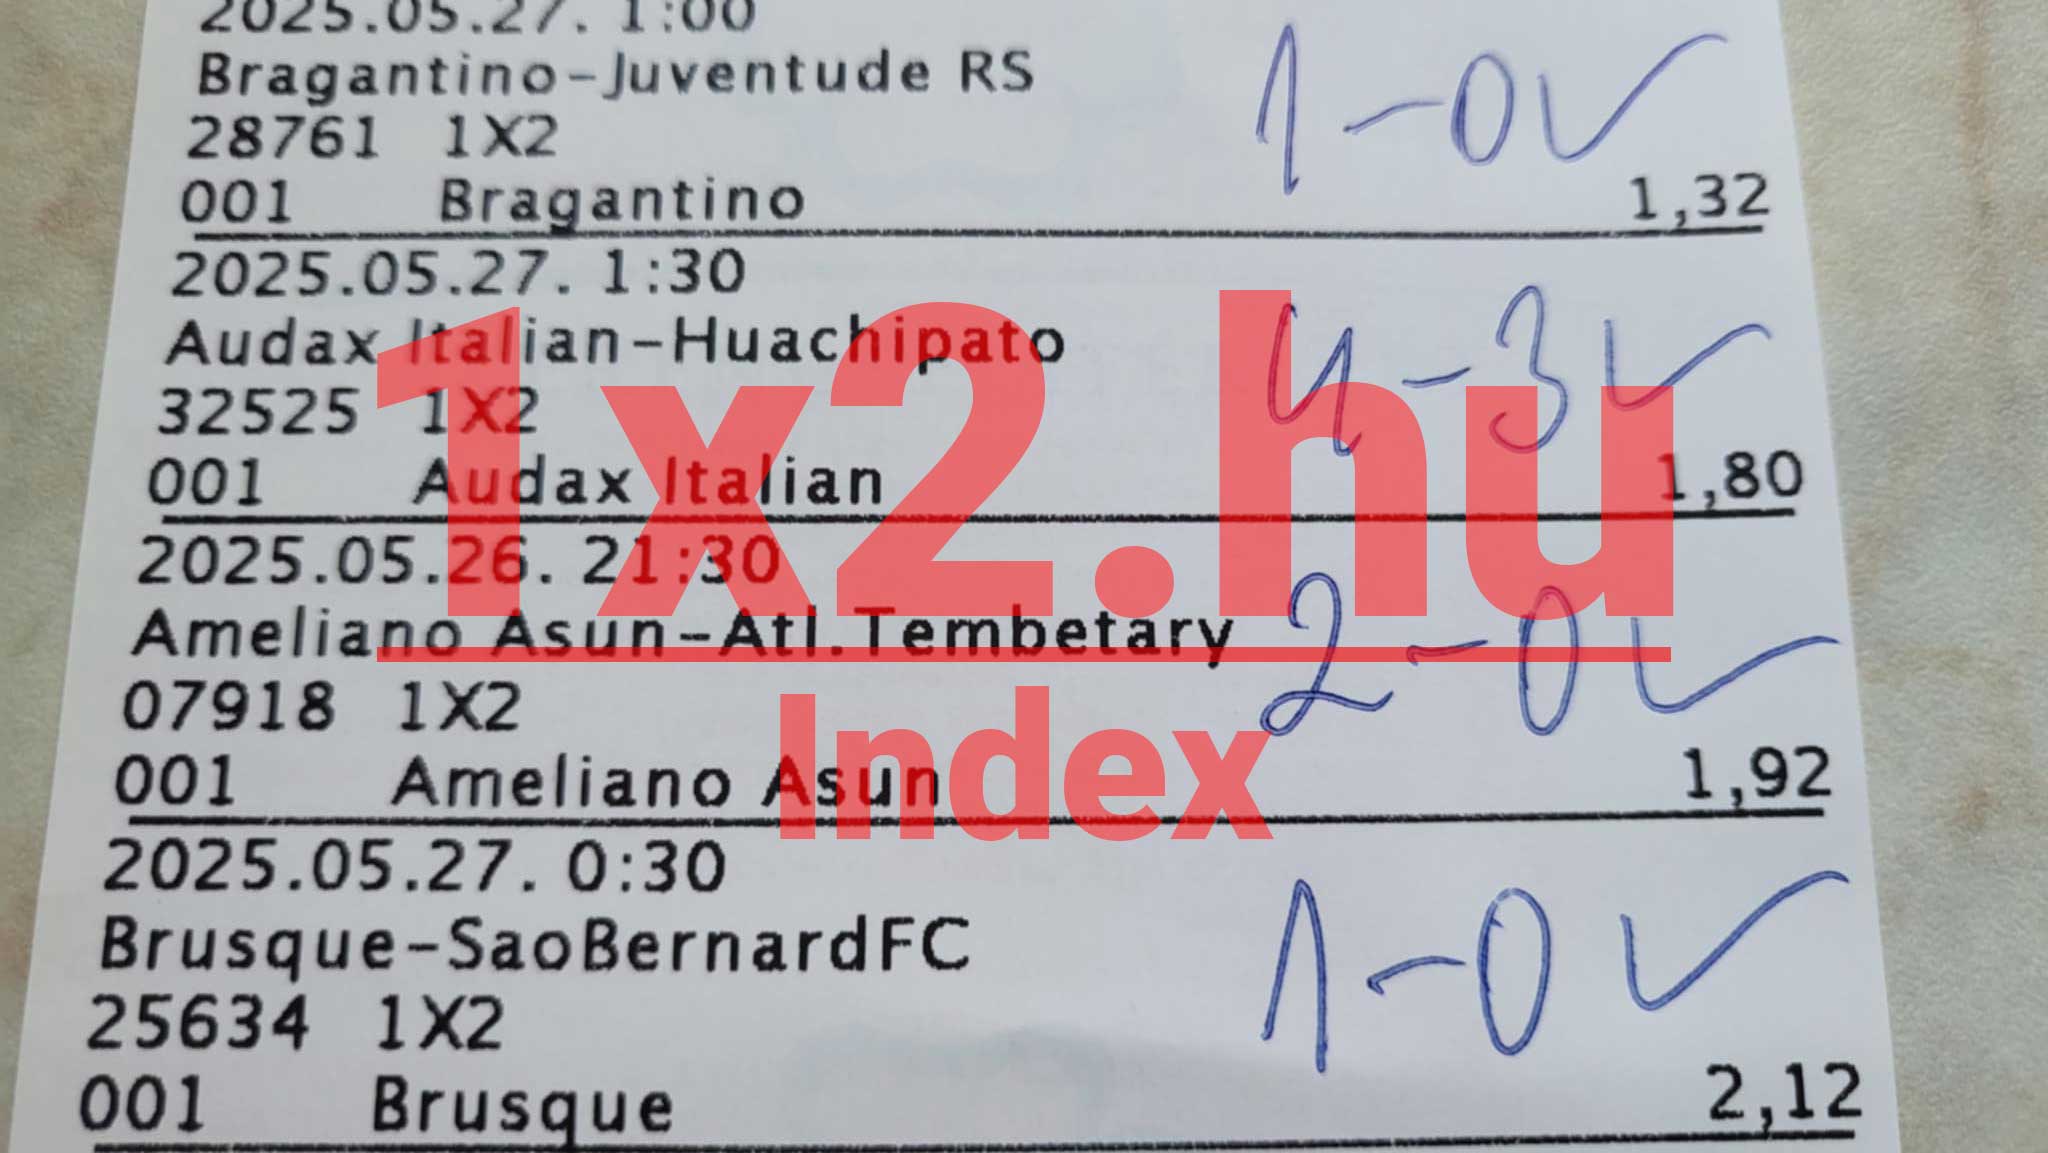 2025.05.27. 1:00
Bragantino-Juventude RS
1-0 ✓
28761 1X2
001 Bragantino 1,32
2025.05.27. 1:30
Audax Italian-Huachipato
4-3 ✓
32525 1X2
001 Audax Italian 1,80
2025.05.26. 21:30
Ameliano Asun-Atl.Tembetary
2-0 ✓
07918 1X2
001 Ameliano Asun 1,92
2025.05.27. 0:30
Brusque-SaoBernardFC
1-0 ✓
25634 1X2
001 Brusque 2,12
1x2.hu
Index